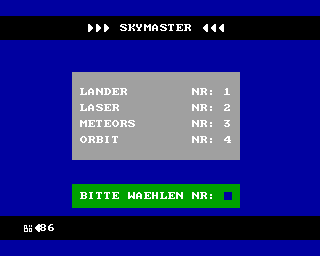 SKYMASTER
LANDER NR: 1
LASER NR: 2
METEORS NR: 3
ORBIT NR: 4
BITTE WAEHLEN NR:
86